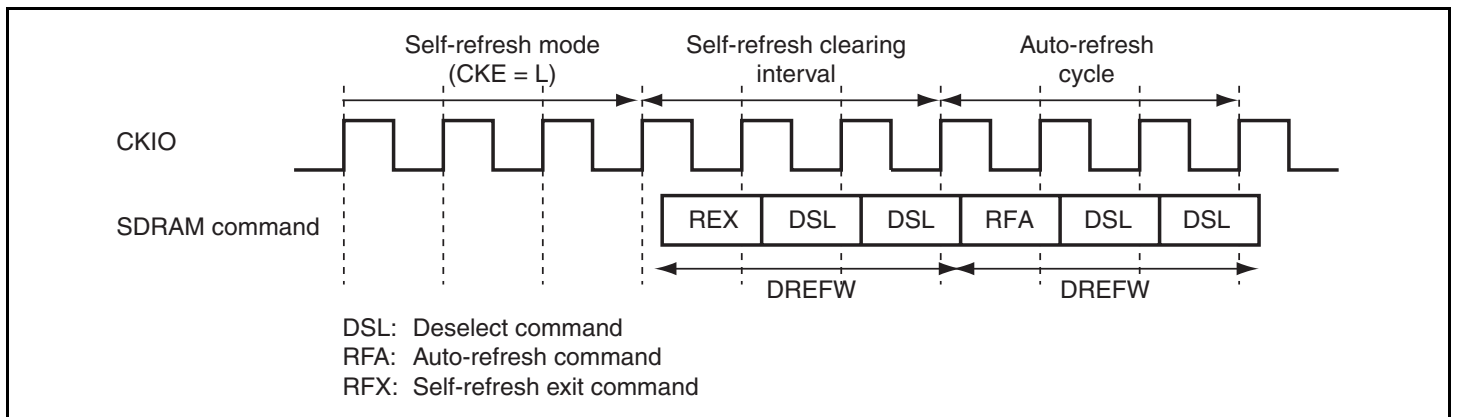 Self-refresh mode
(CKE = L)
Self-refresh clearing
interval
Auto-refresh
cycle
CKIO
SDRAM command
REX DSL DSL RFA DSL DSL
DREFW DREFW
DSL: Deselect command
RFA: Auto-refresh command
RFX: Self-refresh exit command